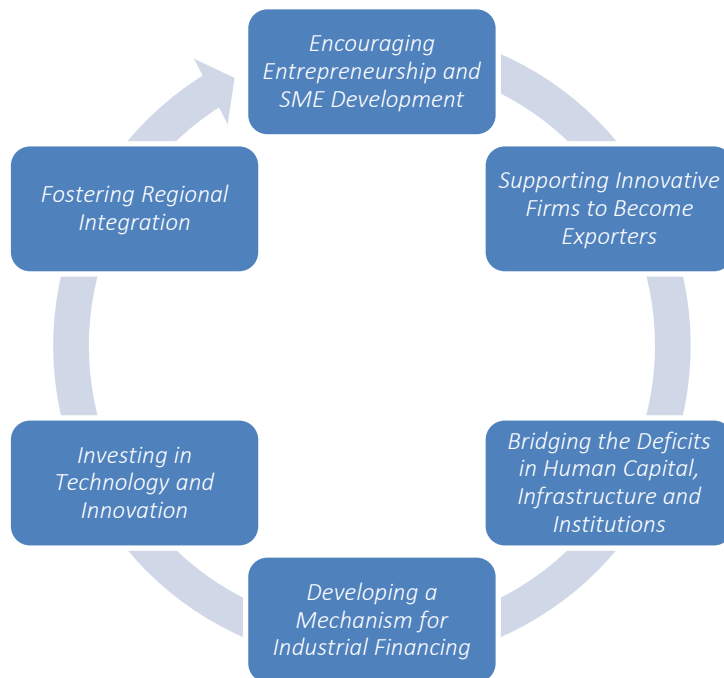 Encouraging
Entrepreneurship and
SME Development
Supporting Innovative
Firms to Become
Exporters
Bridging the Deficits
in Human Capital,
Infrastructure and
Institutions
Developing a
Mechanism for
Industrial Financing
Investing in
Technology and
Innovation
Fostering Regional
Integration